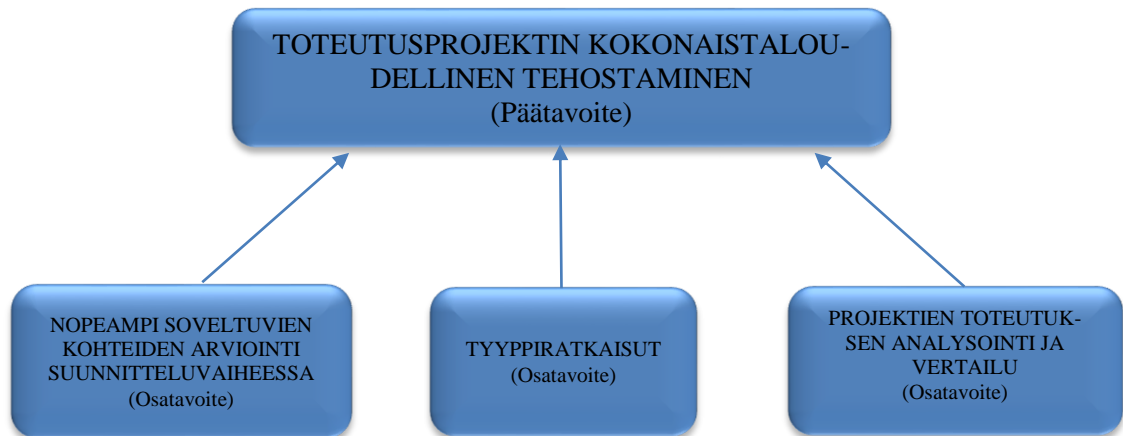 TOTEUTUSPROJEKTIN KOKONAISTALOU-
DELLINEN TEHOSTAMINEN
(Päätavoite)
NOPEAMPI SOVELTUVIEN
KOHTEIDEN ARVIOINTI
SUUNNITTELUVAIHEESSA
(Osatavoite)
TYYPPIRATKAISUT
(Osatavoite)
PROJEKTIEN TOTEUTUK-
SEN ANALYSOINTI JA
VERTAILU
(Osatavoite)